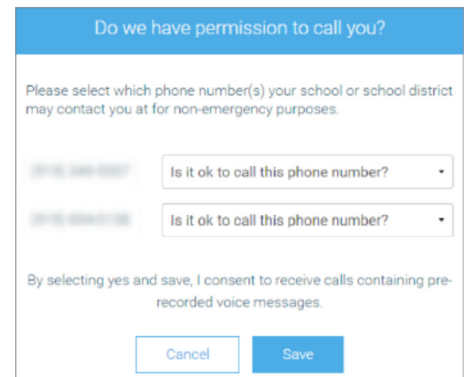 Do we have permission to call you?
Please select which phone number(s) your school or school district
may contact you at for non-emergency purposes.
Is it ok to call this phone number?
Is it ok to call this phone number?
By selecting yes and save, I consent to receive calls containing pre-
recorded voice messages.
Cancel Save